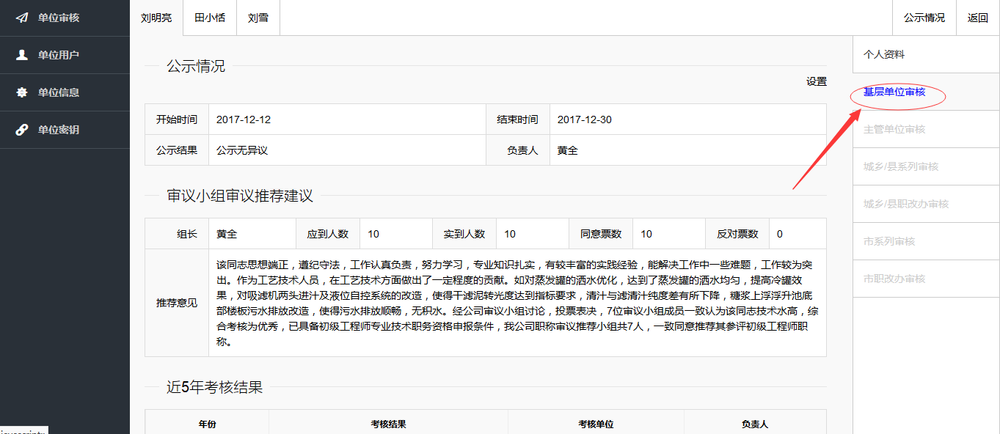 单位审核
单位用户
单位信息
单位密钥
刘明亮 田小恬 刘雪 公示情况 返回
个人资料
基层单位审核
主管单位审核
城乡/县系列审核
城乡/县职改办审核
市系列审核
市职改办审核
公示情况
设置
开始时间 2017-12-12 结束时间 2017-12-30
公示结果 公示无异议 负责人 黄全
审议小组审议推荐建议
组长 黄全 应到人数 10 实到人数 10 同意票数 10 反对票数 0
推荐意见
该同志思想端正，遵纪守法，工作认真负责，努力学习，专业知识扎实，有较丰富的实践经验，能解决工作中一些难题，工作较为突
出。作为工艺技术人员，在工艺技术方面做出了一定程度的贡献。如对蒸发罐的洒水优化，达到了蒸发罐的洒水均匀，提高冷罐效
果，对吸滤机两头进汁及液位自控系统的改造，使得干滤泥转光度达到指标要求，清汁与滤清汁纯度差有所下降，糖浆上浮浮升池底
部楼板污水排放改造，使得污水排放顺畅，无积水。经公司审议小组讨论，投票表决，7位审议小组成员一致认为该同志技术水高，综
合考核为优秀，已具备初级工程师专业技术职务资格申报条件，我公司职称审议推荐小组共7人，一致同意推荐其参评初级工程师职
称。
近5年考核结果
年份 考核结果 考核单位 负责人